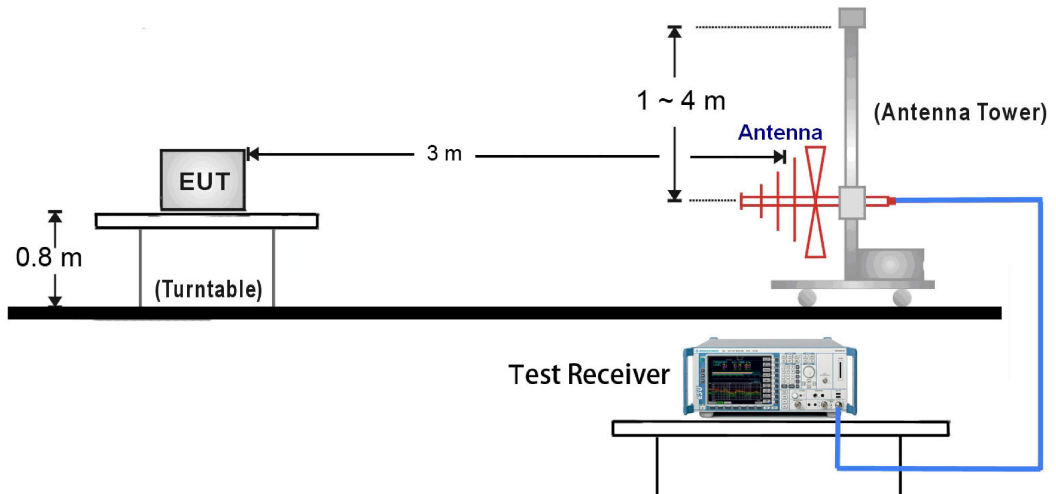 1 ~ 4 m
(Antenna Tower)
Antenna
3 m
EUT
0.8 m
(Turntable)
Test Receiver